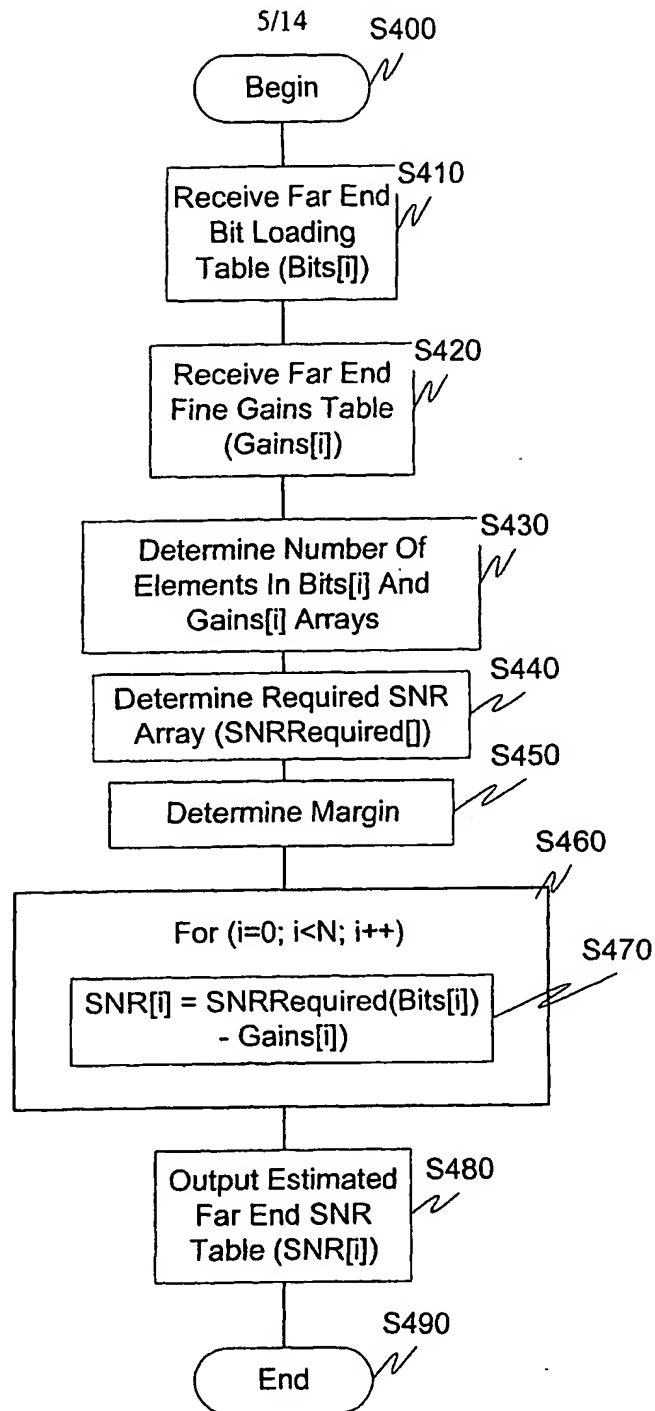 5/14
S400
Begin
S410
Receive Far End
Bit Loading
Table (Bits[i])
S420
Receive Far End
Fine Gains Table
(Gains[i])
S430
Determine Number Of
Elements In Bits[i] And
Gains[i] Arrays
S440
Determine Required SNR
Array (SNRRequired[])
S450
Determine Margin
S460
For (i=0; i<N; i++)
S470
SNR[i] = SNRRequired(Bits[i])
- Gains[i])
S480
Output Estimated
Far End SNR
Table (SNR[i])
S490
End